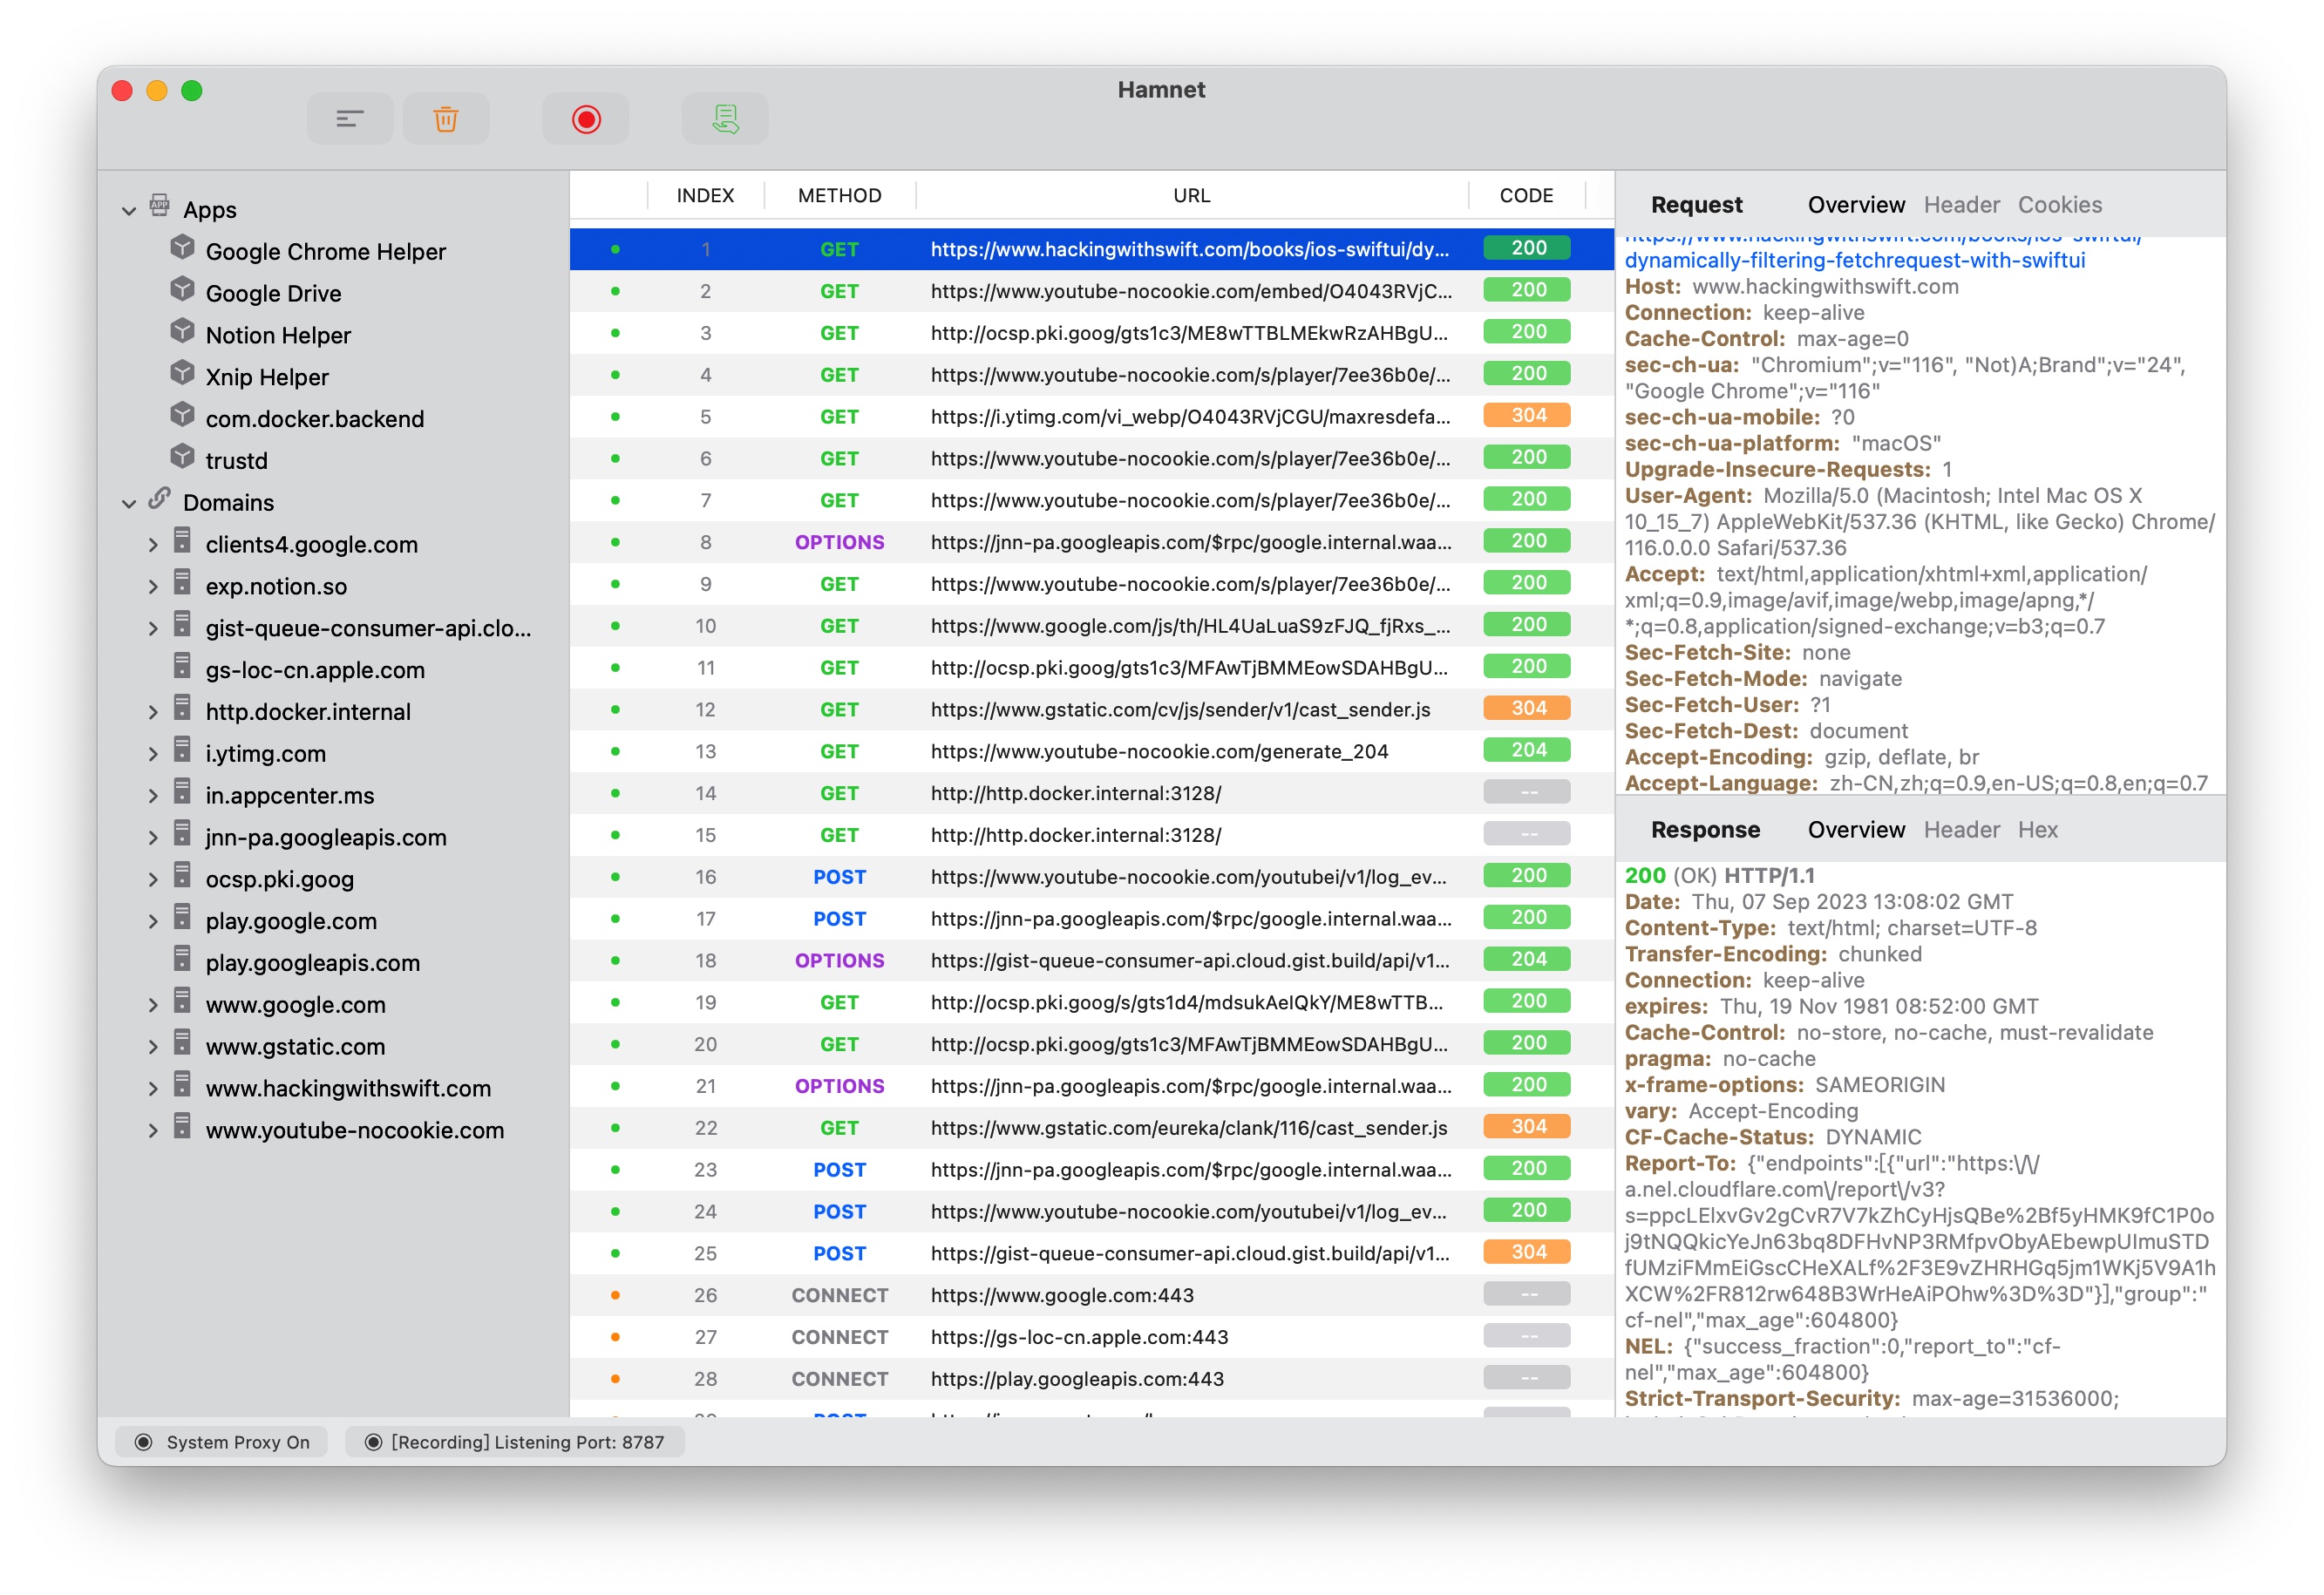 Hamnet
Apps
Google Chrome Helper
Google Drive
Notion Helper
Xnip Helper
com.docker.backend
trustd
Domains
clients4.google.com
exp.notion.so
gist-queue-consumer-api.clo...
gs-loc-cn.apple.com
http.docker.internal
i.ytimg.com
in.appcenter.ms
jnn-pa.googleapis.com
ocsp.pki.goog
play.google.com
play.googleapis.com
www.google.com
www.gstatic.com
www.hackingwithswift.com
www.youtube-nocookie.com
INDEX METHOD URL CODE
1 GET https://www.hackingwithswift.com/books/ios-swiftui/dy... 200
2 GET https://www.youtube-nocookie.com/embed/O4043RVjC... 200
3 GET http://ocsp.pki.goog/gts1c3/ME8wTTBLMEkwRzAHBgU... 200
4 GET https://www.youtube-nocookie.com/s/player/7ee36b0e/... 200
5 GET https://i.ytimg.com/vi_webp/O4043RVjCGU/maxresdefa... 304
6 GET https://www.youtube-nocookie.com/s/player/7ee36b0e/... 200
7 GET https://www.youtube-nocookie.com/s/player/7ee36b0e/... 200
8 OPTIONS https://jnn-pa.googleapis.com/$rpc/google.internal.waa... 200
9 GET https://www.youtube-nocookie.com/s/player/7ee36b0e/... 200
10 GET https://www.google.com/js/th/HL4UaLuaS9zFJQ_fjRxs_... 200
11 GET http://ocsp.pki.goog/gts1c3/MFAwTjBMMEowSDAHBgU... 200
12 GET https://www.gstatic.com/cv/js/sender/v1/cast_sender.js 304
13 GET https://www.youtube-nocookie.com/generate_204 204
14 GET http://http.docker.internal:3128/ --
15 GET http://http.docker.internal:3128/ --
16 POST https://www.youtube-nocookie.com/youtubei/v1/log_ev... 200
17 POST https://jnn-pa.googleapis.com/$rpc/google.internal.waa... 200
18 OPTIONS https://gist-queue-consumer-api.cloud.gist.build/api/v1... 204
19 GET http://ocsp.pki.goog/s/gts1d4/mdsukAelQkY/ME8wTTB... 200
20 GET http://ocsp.pki.goog/gts1c3/MFAwTjBMMEowSDAHBgU... 200
21 OPTIONS https://jnn-pa.googleapis.com/$rpc/google.internal.waa... 200
22 GET https://www.gstatic.com/eureka/clank/116/cast_sender.js 304
23 POST https://jnn-pa.googleapis.com/$rpc/google.internal.waa... 200
24 POST https://www.youtube-nocookie.com/youtubei/v1/log_ev... 200
25 POST https://gist-queue-consumer-api.cloud.gist.build/api/v1... 304
26 CONNECT https://www.google.com:443 --
27 CONNECT https://gs-loc-cn.apple.com:443 --
28 CONNECT https://play.googleapis.com:443 --
Request Overview Header Cookies
https://www.hackingwithswift.com/books/ios-swiftui/
dynamically-filtering-fetchrequest-with-swiftui
Host: www.hackingwithswift.com
Connection: keep-alive
Cache-Control: max-age=0
sec-ch-ua: "Chromium";v="116", "Not)A;Brand";v="24",
"Google Chrome";v="116"
sec-ch-ua-mobile: ?0
sec-ch-ua-platform: "macOS"
Upgrade-Insecure-Requests: 1
User-Agent: Mozilla/5.0 (Macintosh; Intel Mac OS X
10_15_7) AppleWebKit/537.36 (KHTML, like Gecko) Chrome/
116.0.0.0 Safari/537.36
Accept: text/html,application/xhtml+xml,application/
xml;q=0.9,image/avif,image/webp,image/apng,*/
*;q=0.8,application/signed-exchange;v=b3;q=0.7
Sec-Fetch-Site: none
Sec-Fetch-Mode: navigate
Sec-Fetch-User: ?1
Sec-Fetch-Dest: document
Accept-Encoding: gzip, deflate, br
Accept-Language: zh-CN,zh;q=0.9,en-US;q=0.8,en;q=0.7
Response Overview Header Hex
200 (OK) HTTP/1.1
Date: Thu, 07 Sep 2023 13:08:02 GMT
Content-Type: text/html; charset=UTF-8
Transfer-Encoding: chunked
Connection: keep-alive
expires: Thu, 19 Nov 1981 08:52:00 GMT
Cache-Control: no-store, no-cache, must-revalidate
pragma: no-cache
x-frame-options: SAMEORIGIN
vary: Accept-Encoding
CF-Cache-Status: DYNAMIC
Report-To: {"endpoints":[{"url":"https:\/\/
a.nel.cloudflare.com\/report\/v3?
s=ppcLElxvGv2gCvR7V7kZhCyHjsQBe%2Bf5yHMK9fC1P0o
j9tNQQkicYeJn63bq8DFHvNP3RMfpvObyAEbewpUImuSTD
fUMziFMmEiGscCHeXALf%2F3E9vZHRHGq5jm1WKj5V9A1h
XCW%2FR812rw648B3WrHeAiPOhw%3D%3D"}],"group":"
cf-nel","max_age":604800}
NEL: {"success_fraction":0,"report_to":"cf-
nel","max_age":604800}
Strict-Transport-Security: max-age=31536000;
System Proxy On
[Recording] Listening Port: 8787